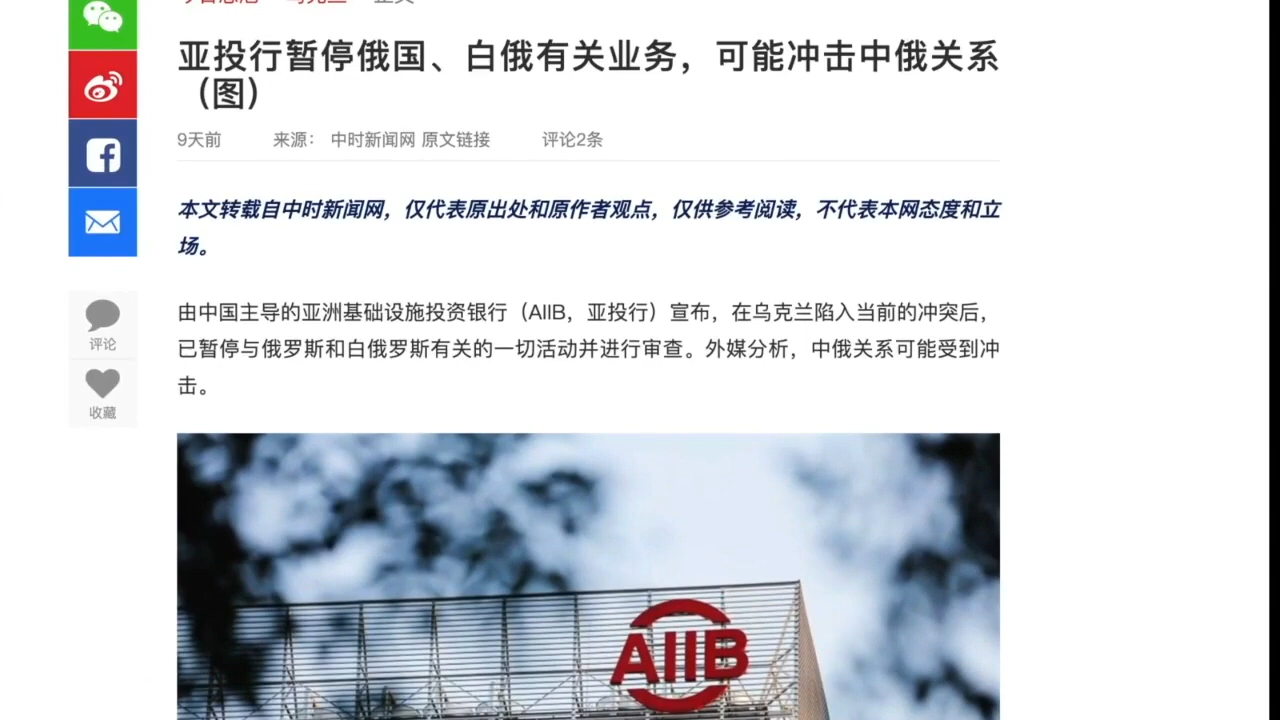 亚投行暂停俄国、白俄有关业务，可能冲击中俄关系
（图）
9天前 来源： 中时新闻网 原文链接 评论2条
本文转载自中时新闻网，仅代表原出处和原作者观点，仅供参考阅读，不代表本网态度和立
场。
由中国主导的亚洲基础设施投资银行（AIIB，亚投行）宣布，在乌克兰陷入当前的冲突后，
已暂停与俄罗斯和白俄罗斯有关的一切活动并进行审查。外媒分析，中俄关系可能受到冲
击。
评论
收藏
AIIB